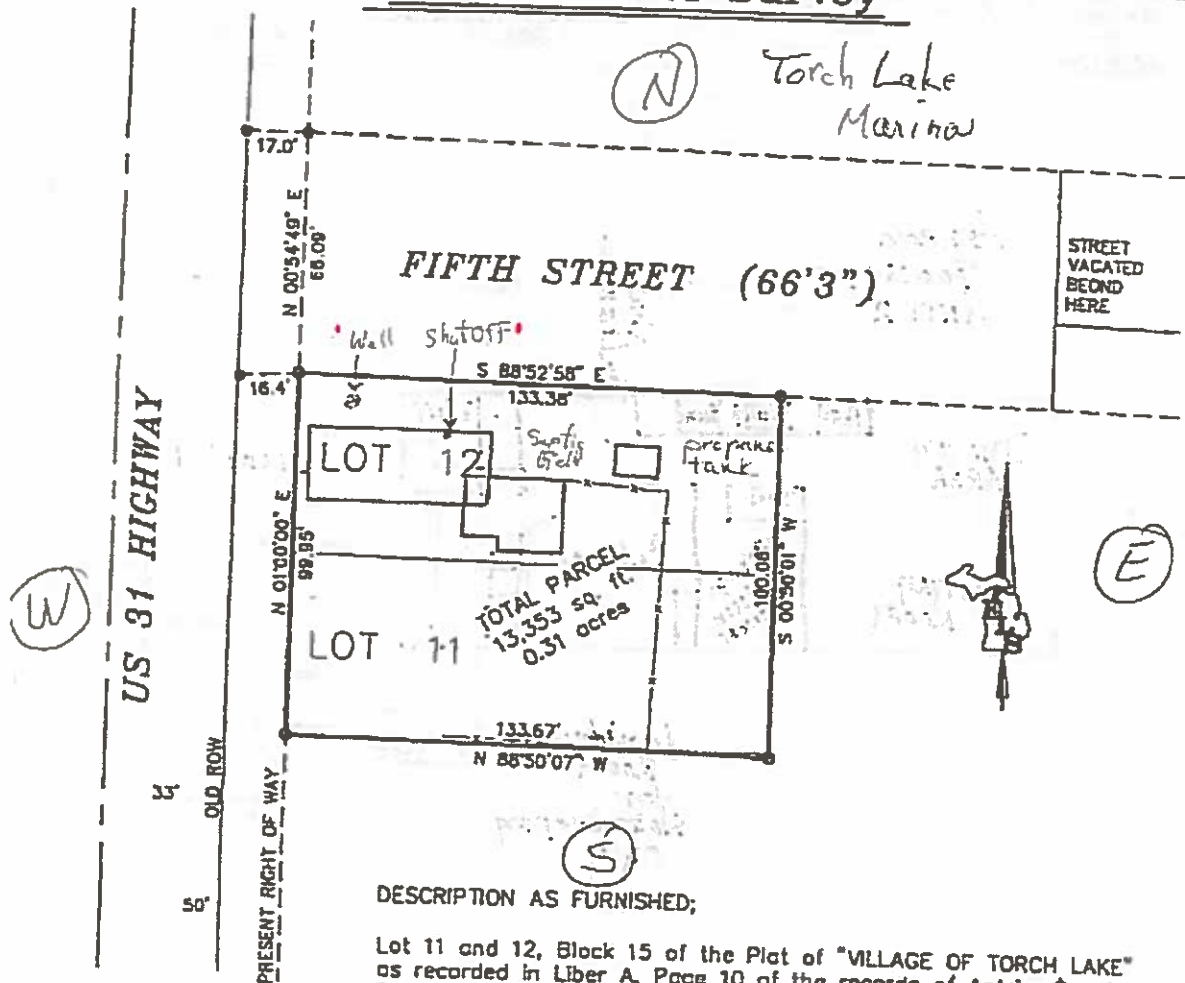 N
Torch Lake
Marina
17.0'
N 00°54'49" E
66.09'
FIFTH STREET (66'3")
STREET
VACATED
BEOND
HERE
Well
Shutoff
16.4'
S 88°52'58" E
133.36'
LOT 12
Septic
field
propane
tank
US 31 HIGHWAY
W
E
N 01°00'00" E
99.95'
TOTAL PARCEL
13,353 sq. ft.
0.31 acres
100.06'
S 00°50'01" W
LOT 11
133.67'
N 88°50'07" W
33'
OLD ROW
50'
PRESENT RIGHT OF WAY
S
DESCRIPTION AS FURNISHED;
Lot 11 and 12, Block 15 of the Plat of "VILLAGE OF TORCH LAKE"
as recorded in Liber A, Page 10 of the records of